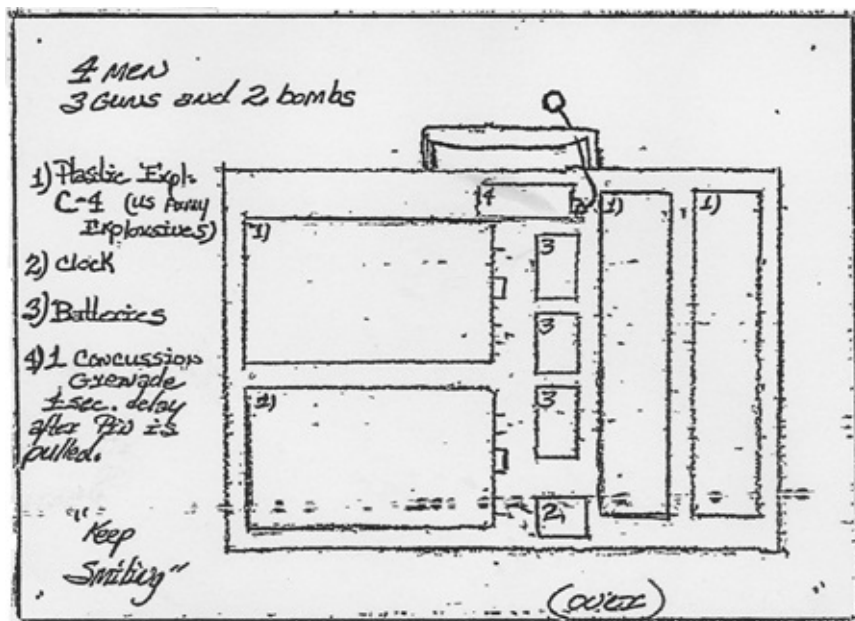 4 MEN
3 GUNS and 2 bombs
1) Plastic Expl.
C-4 (US Army
Explosives)
2) clock
3) Batteries
4) 1 Concussion
Grenade
1 sec. delay
after Pin is
pulled.
"Keep
Smiling"
4
1)
1)
1)
3
3
3
1)
2,
(OVER)